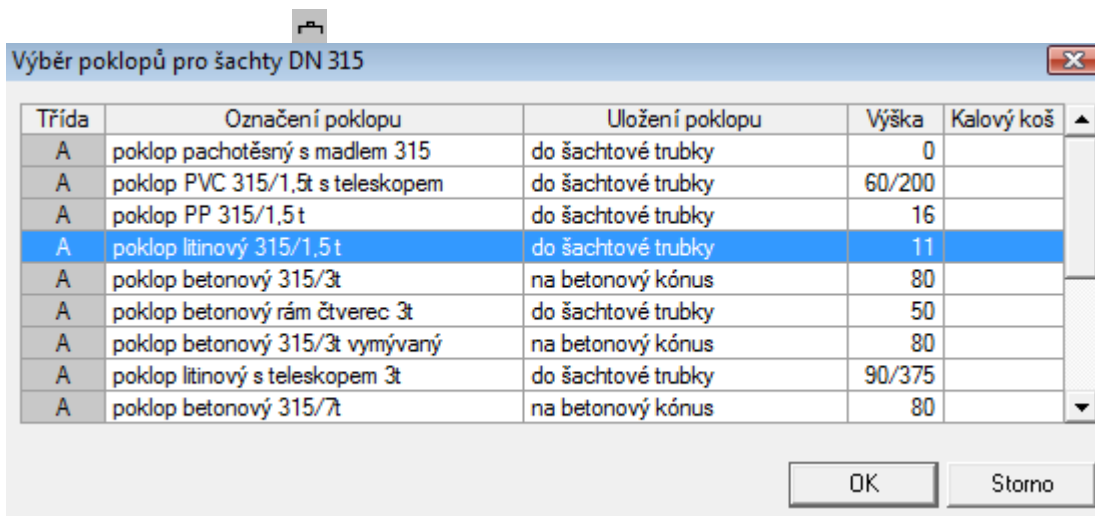 Výběr poklopů pro šachty DN 315
Třída Označení poklopu Uložení poklopu Výška Kalový koš
A poklop pachotěsný s madlem 315 do šachtové trubky 0
A poklop PVC 315/1,5t s teleskopem do šachtové trubky 60/200
A poklop PP 315/1,5 t do šachtové trubky 16
A poklop litinový 315/1,5 t do šachtové trubky 11
A poklop betonový 315/3t na betonový kónus 80
A poklop betonový rám čtverec 3t do šachtové trubky 50
A poklop betonový 315/3t vymývaný na betonový kónus 80
A poklop litinový s teleskopem 3t do šachtové trubky 90/375
A poklop betonový 315/7t na betonový kónus 80
OK Storno